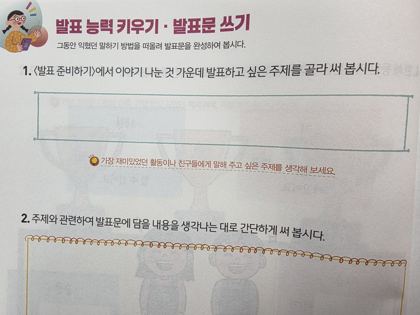 발표 능력 키우기 · 발표문 쓰기
그동안 익혔던 말하기 방법을 떠올려 발표문을 완성하여 봅시다.
1. <발표 준비하기>에서 이야기 나눈 것 가운데 발표하고 싶은 주제를 골라 써 봅시다.
가장 재미있었던 활동이나 친구들에게 말해 주고 싶은 주제를 생각해 보세요.
2. 주제와 관련하여 발표문에 담을 내용을 생각나는 대로 간단하게 써 봅시다.